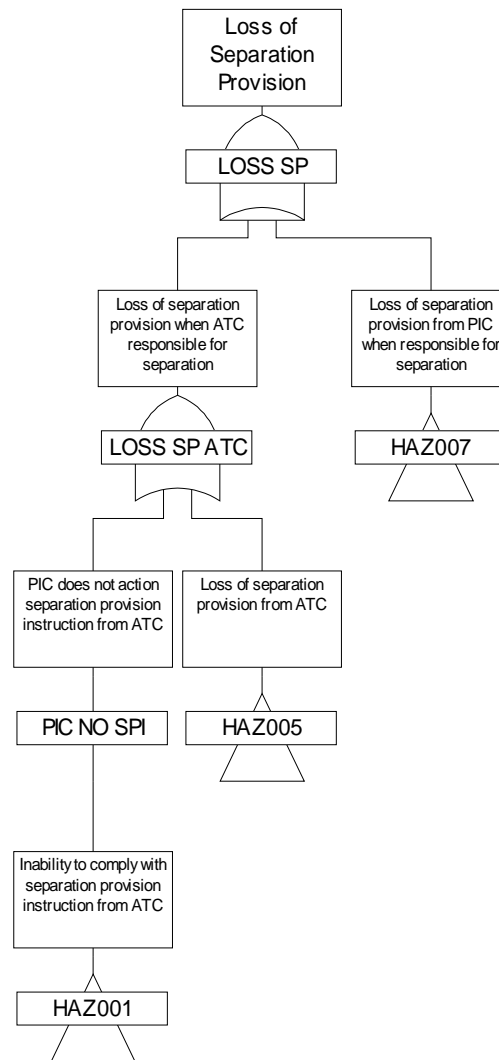 Loss of
Separation
Provision
LOSS SP
Loss of separation
provision when ATC
responsible for
separation
Loss of separation
provision from PIC
when responsible for
separation
LOSS SP ATC
HAZ007
PIC does not action
separation provision
instruction from ATC
Loss of separation
provision from ATC
PIC NO SPI
HAZ005
Inability to comply with
separation provision
instruction from ATC
HAZ001